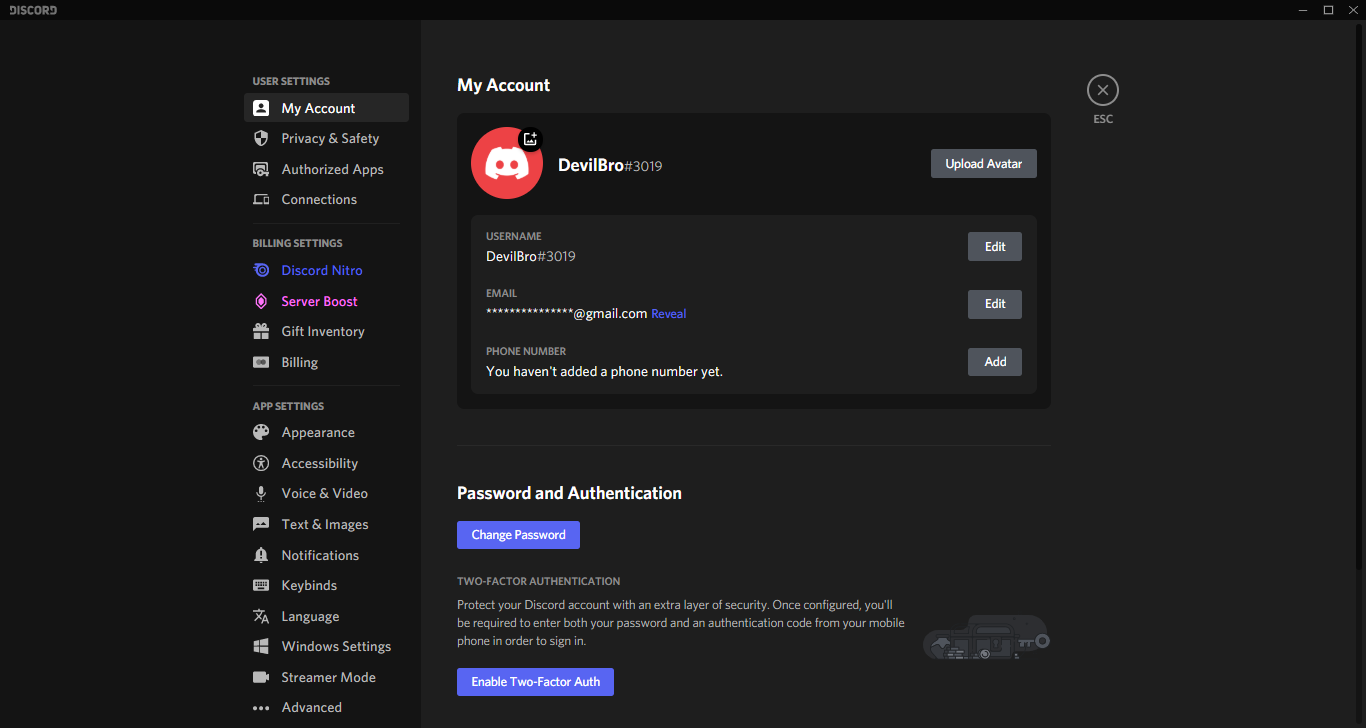 DISCORD
USER SETTINGS
My Account
Privacy & Safety
Authorized Apps
Connections
BILLING SETTINGS
Discord Nitro
Server Boost
Gift Inventory
Billing
APP SETTINGS
Appearance
Accessibility
Voice & Video
Text & Images
Notifications
Keybinds
Language
Windows Settings
Streamer Mode
Advanced
My Account
ESC
DevilBro#3019
Upload Avatar
USERNAME
DevilBro#3019
Edit
EMAIL
***************@gmail.com Reveal
Edit
PHONE NUMBER
You haven't added a phone number yet.
Add
Password and Authentication
Change Password
TWO-FACTOR AUTHENTICATION
Protect your Discord account with an extra layer of security. Once configured, you'll
be required to enter both your password and an authentication code from your mobile
phone in order to sign in.
Enable Two-Factor Auth